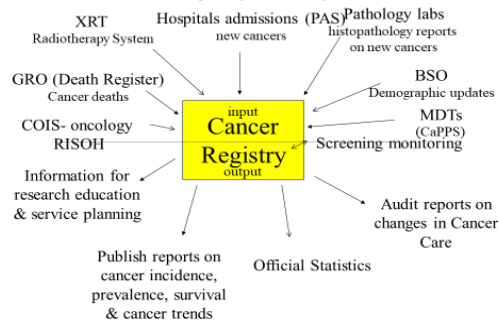 XRT
Radiotherapy System
Hospitals admissions (PAS)
new cancers
Pathology labs
histopathology reports
on new cancers
GRO (Death Register)
Cancer deaths
BSO
Demographic updates
COIS- oncology
RISOH
MDTs
(CaPPS)
input
Cancer
Registry
output
Screening monitoring
Information for
research education
& service planning
Audit reports on
changes in Cancer
Care
Publish reports on
cancer incidence,
prevalence, survival
& cancer trends
Official Statistics